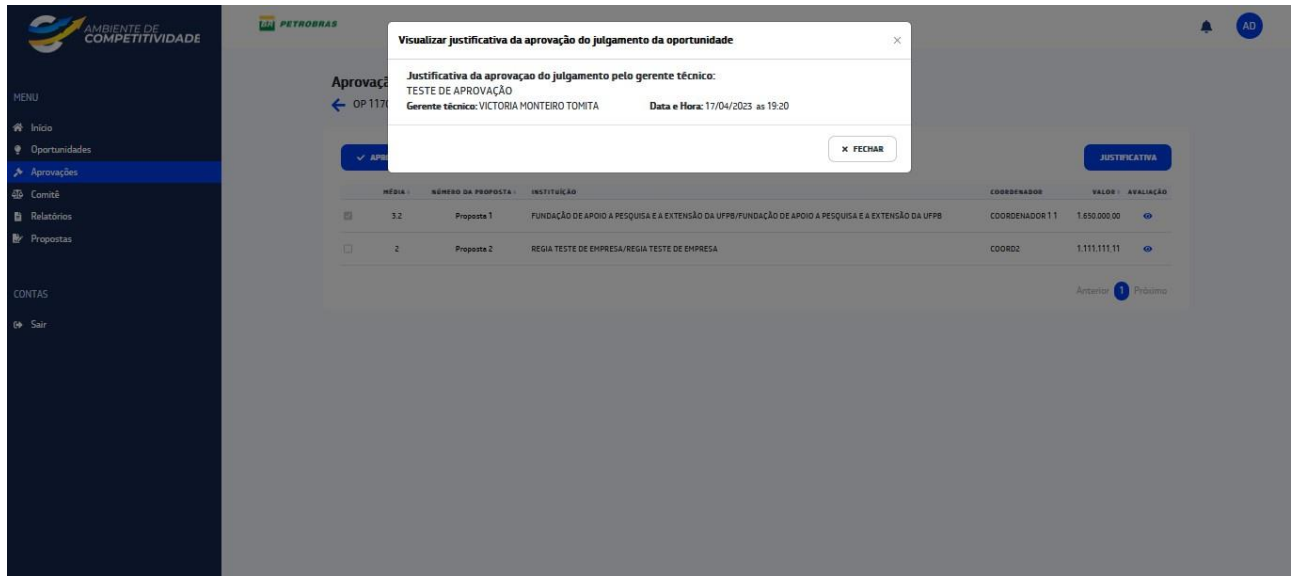 AMBIENTE DE
COMPETITIVIDADE
BR PETROBRAS
AD
Visualizar justificativa da aprovação do julgamento da oportunidade
×
Justificativa da aprovaçao do julgamento pelo gerente técnico:
TESTE DE APROVAÇÃO
Gerente técnico: VICTORIA MONTEIRO TOMITA Data e Hora: 17/04/2023 as 19:20
× FECHAR
MENU
Início
Oportunidades
Aprovações
Comitê
Relatórios
Propostas
CONTAS
Sair
Aprovaçã
OP 117
APR
JUSTIFICATIVA
MÉDIA NÚMERO DA PROPOSTA INSTITUIÇÃO COORDENADOR VALOR AVALIAÇÃO
3.2 Proposta 1 FUNDAÇÃO DE APOIO A PESQUISA E A EXTENSÃO DA UFPB/FUNDAÇÃO DE APOIO A PESQUISA E A EXTENSÃO DA UFPB COORDENADOR 1 1 1.650.000,00
2 Proposta 2 REGIA TESTE DE EMPRESA/REGIA TESTE DE EMPRESA COORD2 1.111.111,11
Anterior 1 Próximo